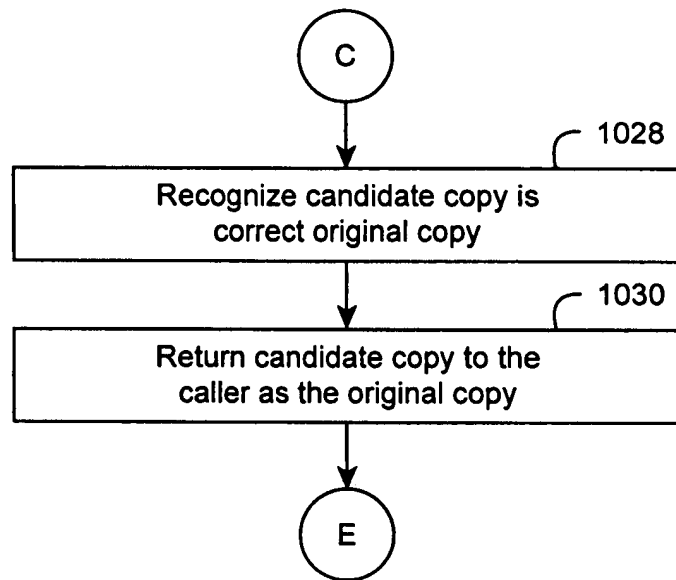 C
1028
Recognize candidate copy is
correct original copy
1030
Return candidate copy to the
caller as the original copy
E